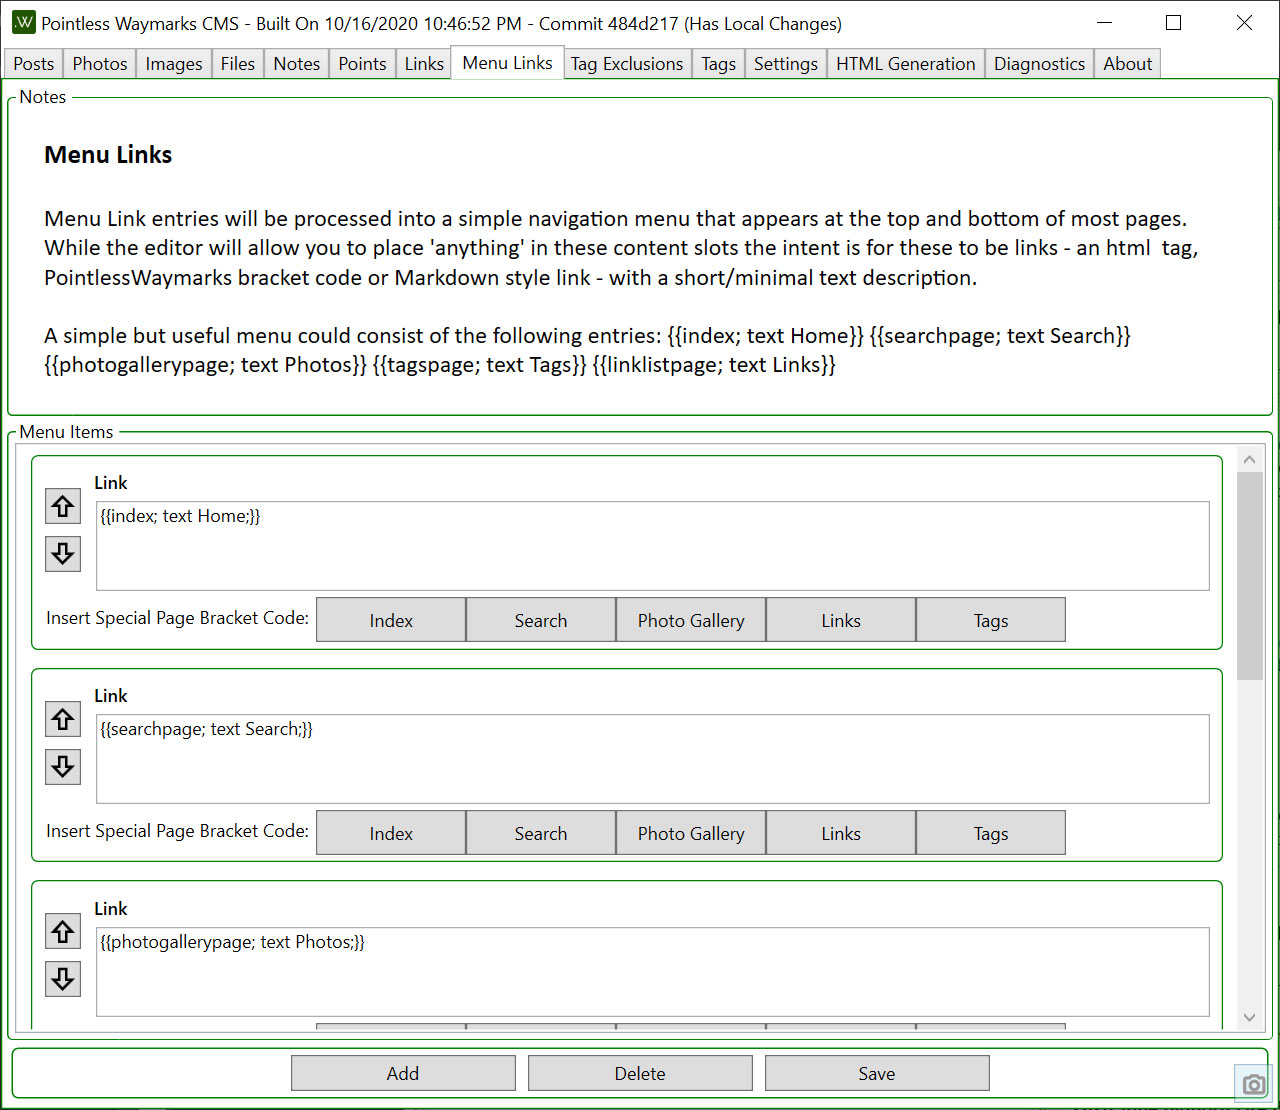 .W Pointless Waymarks CMS - Built On 10/16/2020 10:46:52 PM - Commit 484d217 (Has Local Changes)
Posts Photos Images Files Notes Points Links Menu Links Tag Exclusions Tags Settings HTML Generation Diagnostics About
Notes
Menu Links
Menu Link entries will be processed into a simple navigation menu that appears at the top and bottom of most pages.
While the editor will allow you to place 'anything' in these content slots the intent is for these to be links - an html  tag,
PointlessWaymarks bracket code or Markdown style link - with a short/minimal text description.
A simple but useful menu could consist of the following entries: {{index; text Home}} {{searchpage; text Search}}
{{photogallerypage; text Photos}} {{tagspage; text Tags}} {{linklistpage; text Links}}
Menu Items
Link
{{index; text Home;}}
Insert Special Page Bracket Code: Index Search Photo Gallery Links Tags
Link
{{searchpage; text Search;}}
Insert Special Page Bracket Code: Index Search Photo Gallery Links Tags
Link
{{photogallerypage; text Photos;}}
Add Delete Save